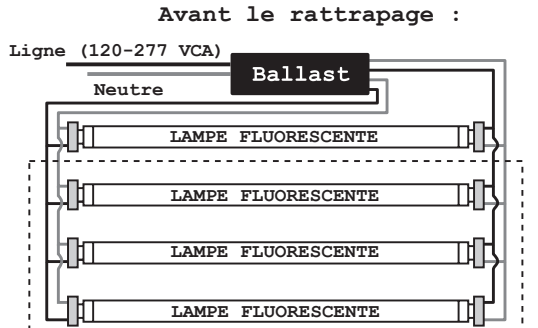 Avant le rattrapage :
Ligne (120-277 VCA)
Ballast
Neutre
LAMPE FLUORESCENTE
LAMPE FLUORESCENTE
LAMPE FLUORESCENTE
LAMPE FLUORESCENTE